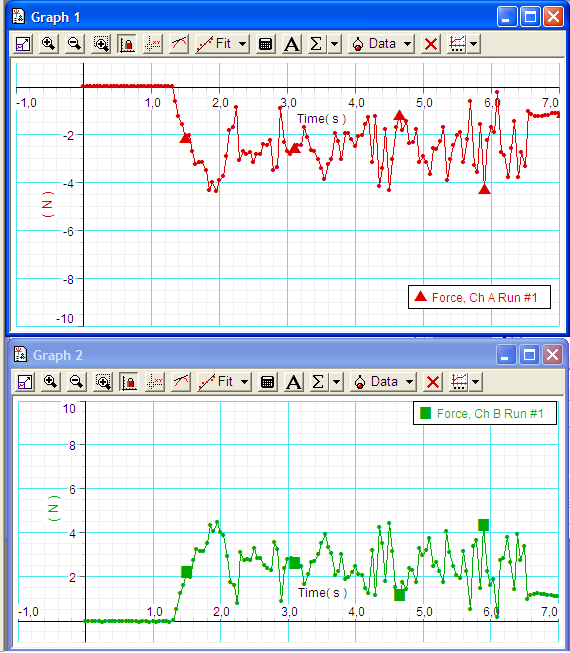 Graph 1
Fit A Σ Data
-1,0 1,0 3,0 4,0 5,0 6,0 7,0
Time( s )
-2
-4
( N )
-6
-8
Force, Ch A Run #1
-10
Graph 2
Fit A Σ Data
10
Force, Ch B Run #1
8
6
( N )
4
2
Time( s )
-1,0 1,0 2,0 3,0 4,0 5,0 6,0 7,0